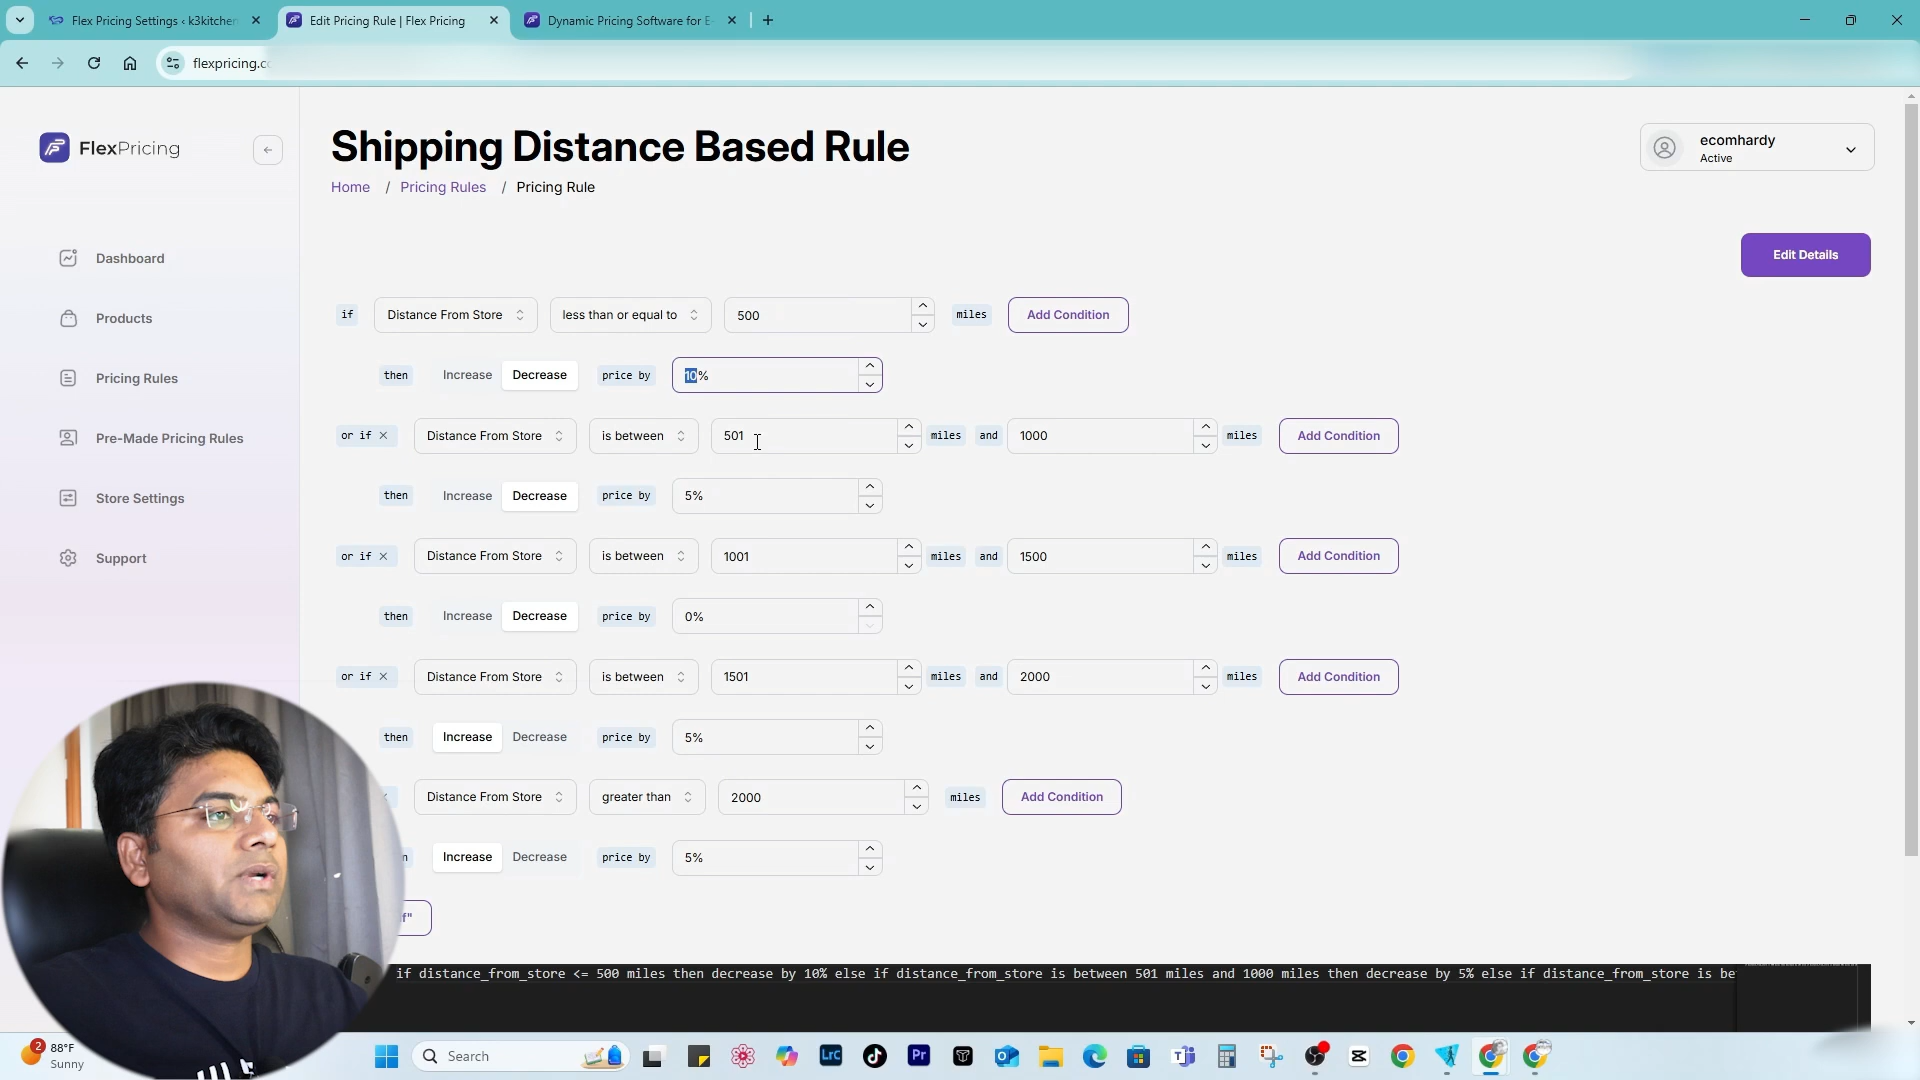 Flex Pricing Settings ‹ k3kitchen
Edit Pricing Rule | Flex Pricing
Dynamic Pricing Software for E-
flexpricing.co
FlexPricing
Shipping Distance Based Rule
Home / Pricing Rules / Pricing Rule
ecomhardy
Active
Dashboard
Products
Pricing Rules
Pre-Made Pricing Rules
Store Settings
Support
Edit Details
if Distance From Store less than or equal to 500 miles Add Condition
then Increase Decrease price by 10%
or if Distance From Store is between 501 miles and 1000 miles Add Condition
then Increase Decrease price by 5%
or if Distance From Store is between 1001 miles and 1500 miles Add Condition
then Increase Decrease price by 0%
or if Distance From Store is between 1501 miles and 2000 miles Add Condition
then Increase Decrease price by 5%
Distance From Store greater than 2000 miles Add Condition
Increase Decrease price by 5%
if distance_from_store <= 500 miles then decrease by 10% else if distance_from_store is between 501 miles and 1000 miles then decrease by 5% else if distance_from_store is be
2
88°F
Sunny
Search
LrC
Pr